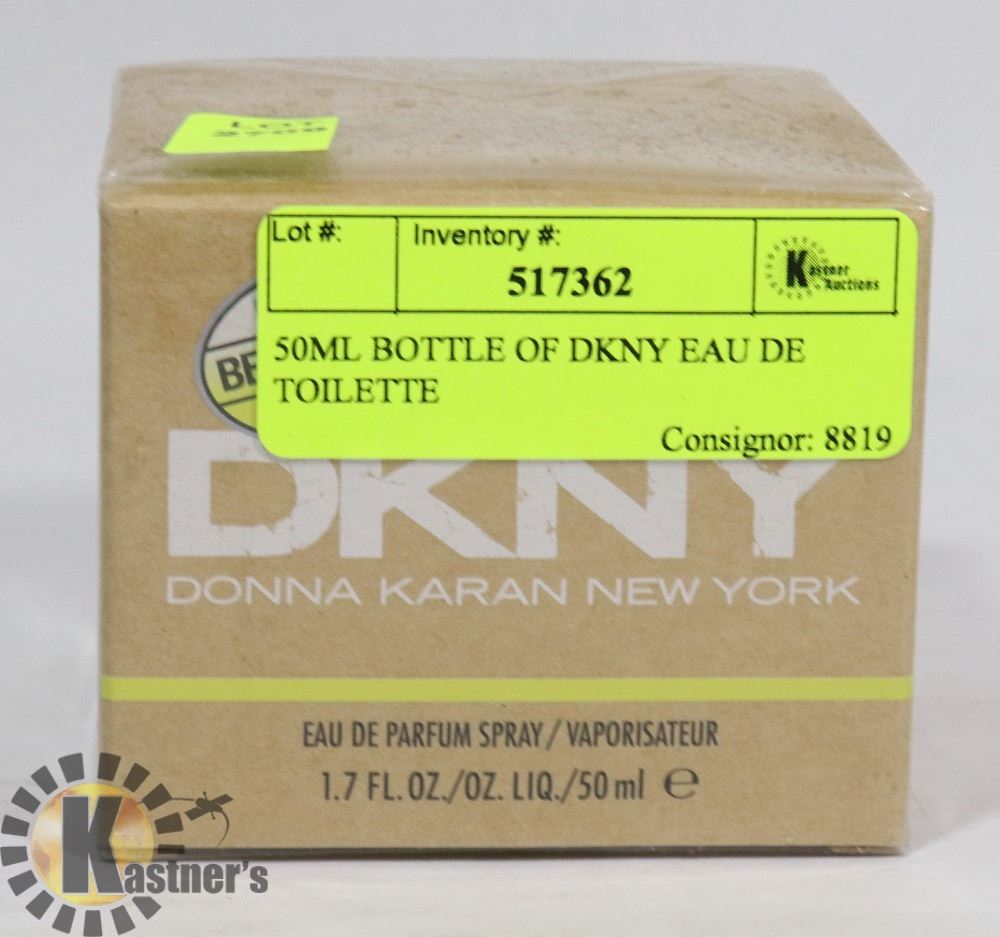 Lot #:
Inventory #:
517362
Kastner
Auctions
50ML BOTTLE OF DKNY EAU DE
TOILETTE
Consignor: 8819
BE
DKNY
DONNA KARAN NEW YORK
EAU DE PARFUM SPRAY/VAPORISATEUR
1.7 FL. OZ./OZ. LIQ./50 ml e
Kastner's